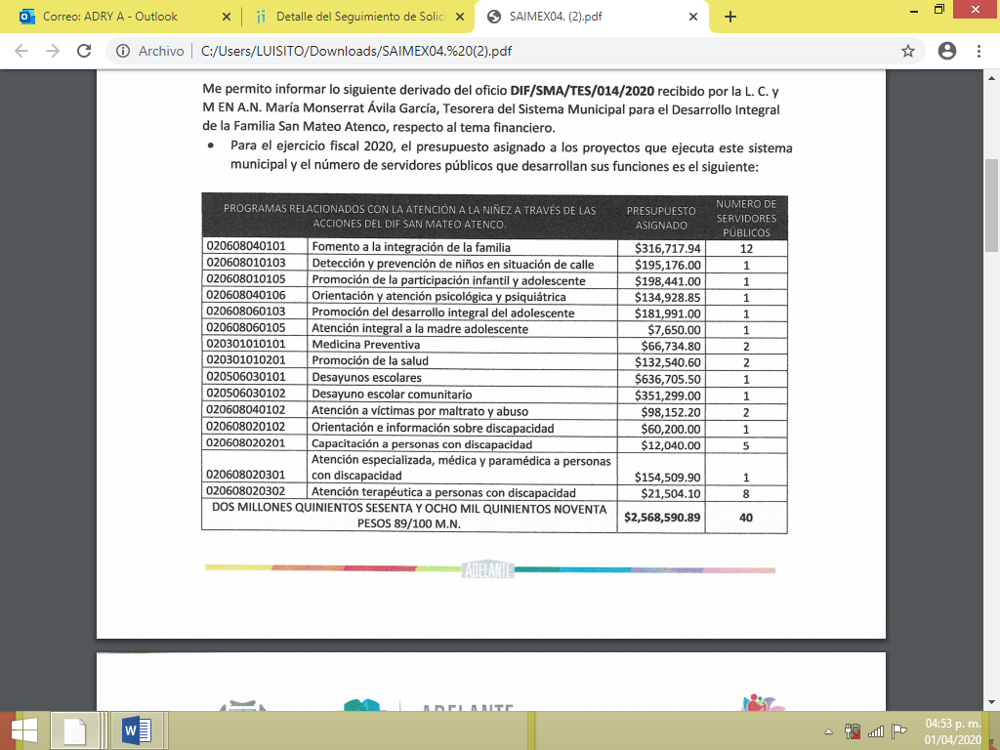 Correo: ADRY A - Outlook
Detalle del Seguimiento de Solici
SAIMEX04. (2).pdf
Archivo C:/Users/LUISITO/Downloads/SAIMEX04.%20(2).pdf
Me permito informar lo siguiente derivado del oficio DIF/SMA/TES/014/2020 recibido por la L. C. y
M EN A.N. María Monserrat Ávila García, Tesorera del Sistema Municipal para el Desarrollo Integral
de la Familia San Mateo Atenco, respecto al tema financiero.
• Para el ejercicio fiscal 2020, el presupuesto asignado a los proyectos que ejecuta este sistema
municipal y el número de servidores públicos que desarrollan sus funciones es el siguiente:
PROGRAMAS RELACIONADOS CON LA ATENCIÓN A LA NIÑEZ A TRAVÉS DE LAS
ACCIONES DEL DIF SAN MATEO ATENCO.
PRESUPUESTO
ASIGNADO
NUMERO DE
SERVIDORES
PÚBLICOS
020608040101 Fomento a la integración de la familia $316,717.94 12
020608010103 Detección y prevención de niños en situación de calle $195,176.00 1
020608010105 Promoción de la participación infantil y adolescente $198,441.00 1
020608040106 Orientación y atención psicológica y psiquiátrica $134,928.85 1
020608060103 Promoción del desarrollo integral del adolescente $181,991.00 1
020608060105 Atención integral a la madre adolescente $7,650.00 1
020301010101 Medicina Preventiva $66,734.80 2
020301010201 Promoción de la salud $132,540.60 2
020506030101 Desayunos escolares $636,705.50 1
020506030102 Desayuno escolar comunitario $351,299.00 1
020608040102 Atención a víctimas por maltrato y abuso $98,152.20 2
020608020102 Orientación e información sobre discapacidad $60,200.00 1
020608020201 Capacitación a personas con discapacidad $12,040.00 5
Atención especializada, médica y paramédica a personas
020608020301 con discapacidad $154,509.90 1
020608020302 Atención terapéutica a personas con discapacidad $21,504.10 8
DOS MILLONES QUINIENTOS SESENTA Y OCHO MIL QUINIENTOS NOVENTA
PESOS 89/100 M.N.
$2,568,590.89 40
ADELANTE
ADELANTE
04:53 p. m.
01/04/2020